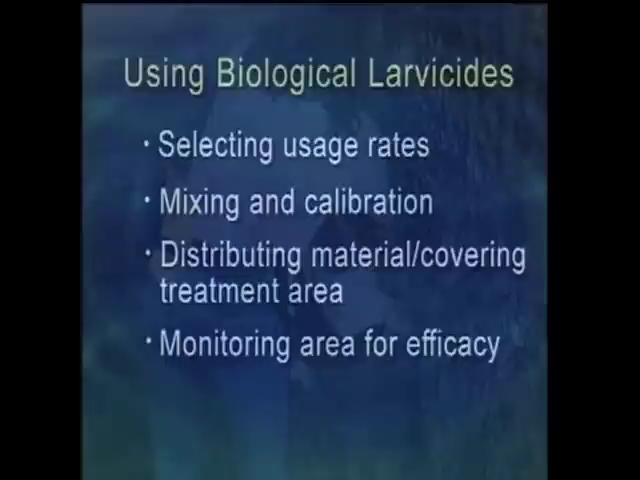 Using Biological Larvicides
· Selecting usage rates
· Mixing and calibration
· Distributing material/covering
treatment area
· Monitoring area for efficacy